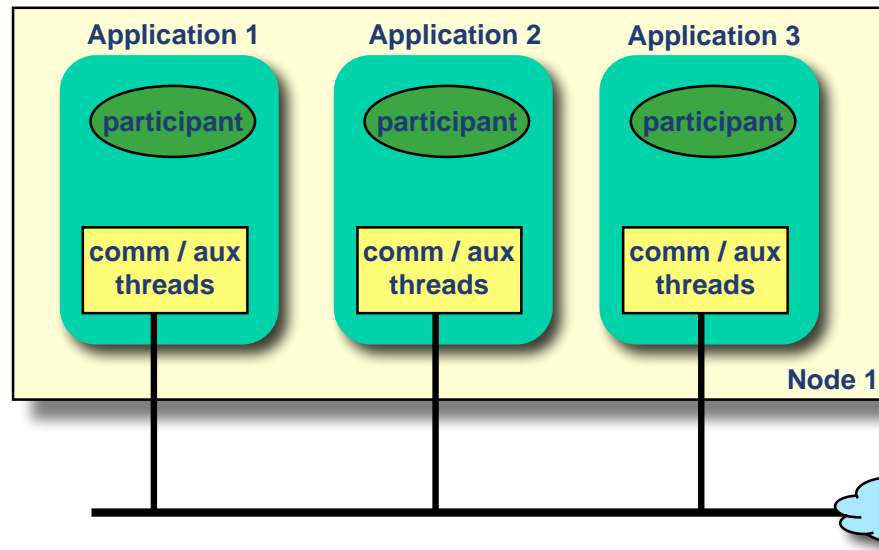 Application 1
Application 2
Application 3
participant
participant
participant
comm / aux
threads
comm / aux
threads
comm / aux
threads
Node 1